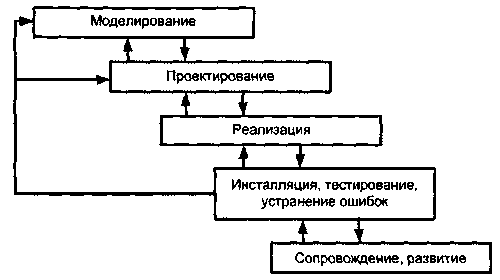 Моделирование
Проектирование
Реализация
Инсталляция, тестирование,
устранение ошибок
Сопровождение, развитие